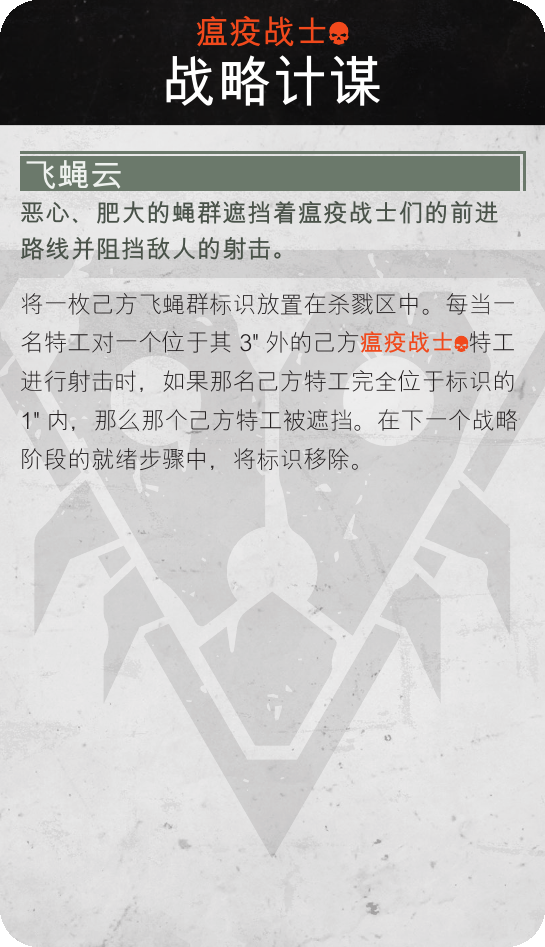 瘟疫战士
战略计谋
飞蝇云
恶心、肥大的蝇群遮挡着瘟疫战士们的前进
路线并阻挡敌人的射击。
将一枚己方飞蝇群标识放置在杀戮区中。每当一
名特工对一个位于其 3" 外的己方瘟疫战士特工
进行射击时，如果那名己方特工完全位于标识的
1" 内，那么那个己方特工被遮挡。在下一个战略
阶段的就绪步骤中，将标识移除。